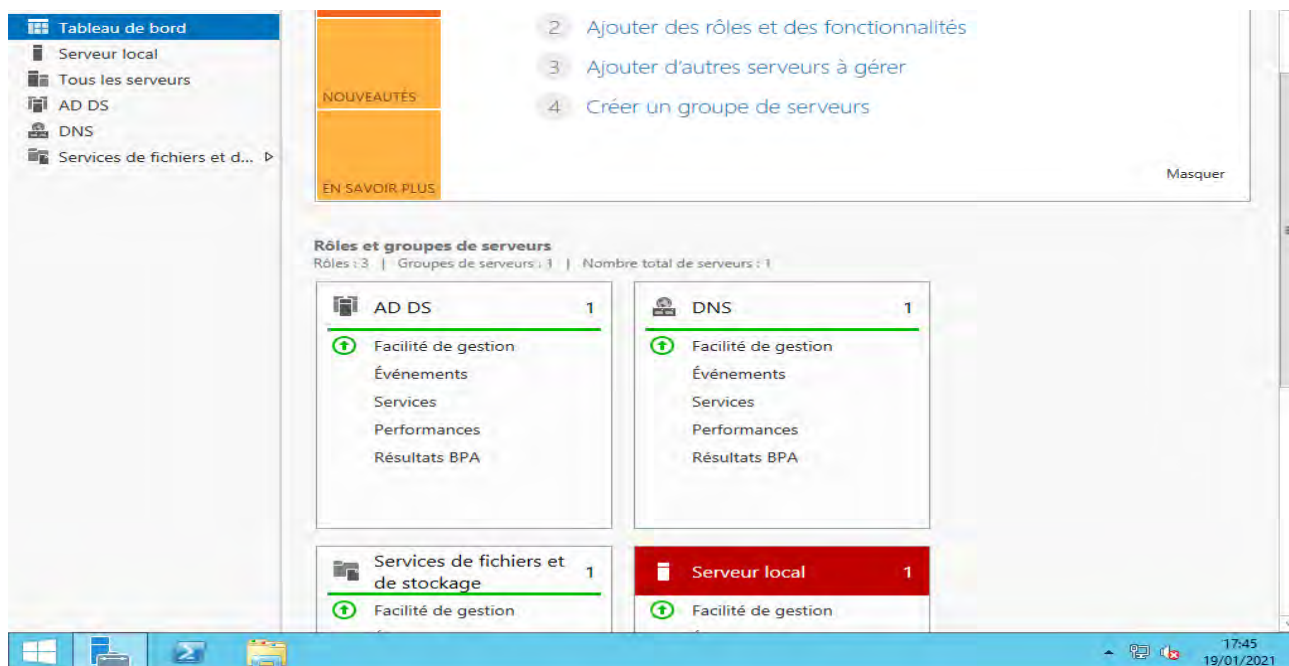 Tableau de bord
Serveur local
Tous les serveurs
AD DS
DNS
Services de fichiers et d...
2 Ajouter des rôles et des fonctionnalités
3 Ajouter d'autres serveurs à gérer
4 Créer un groupe de serveurs
NOUVEAUTÉS
EN SAVOIR PLUS
Masquer
Rôles et groupes de serveurs
Rôles : 3 | Groupes de serveurs : 1 | Nombre total de serveurs : 1
AD DS 1
Facilité de gestion
Événements
Services
Performances
Résultats BPA
DNS 1
Facilité de gestion
Événements
Services
Performances
Résultats BPA
Services de fichiers et
de stockage 1
Facilité de gestion
Serveur local 1
Facilité de gestion
17:45
19/01/2021